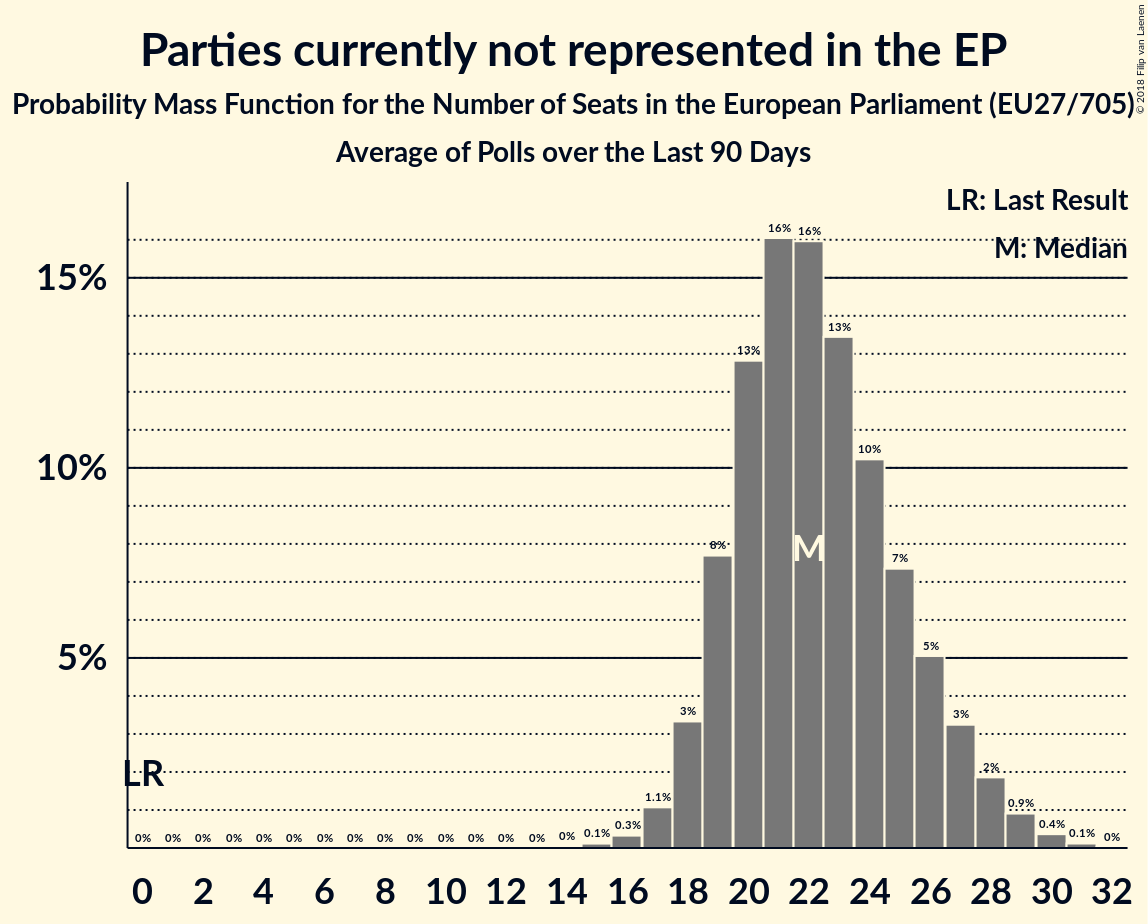 Parties currently not represented in the EP
Probability Mass Function for the Number of Seats in the European Parliament (EU27/705)
Average of Polls over the Last 90 Days
© 2018 Filip van Laenen
LR: Last Result
M: Median
15%
10%
5%
16% 16%
13%
13%
10%
8%
M
7%
5%
3%
3%
LR
2%
1.1%
0.9%
0% 0% 0% 0% 0% 0% 0% 0% 0% 0% 0% 0% 0% 0% 0% 0.1% 0.3% 0.4% 0.1% 0%
0 2 4 6 8 10 12 14 16 18 20 22 24 26 28 30 32